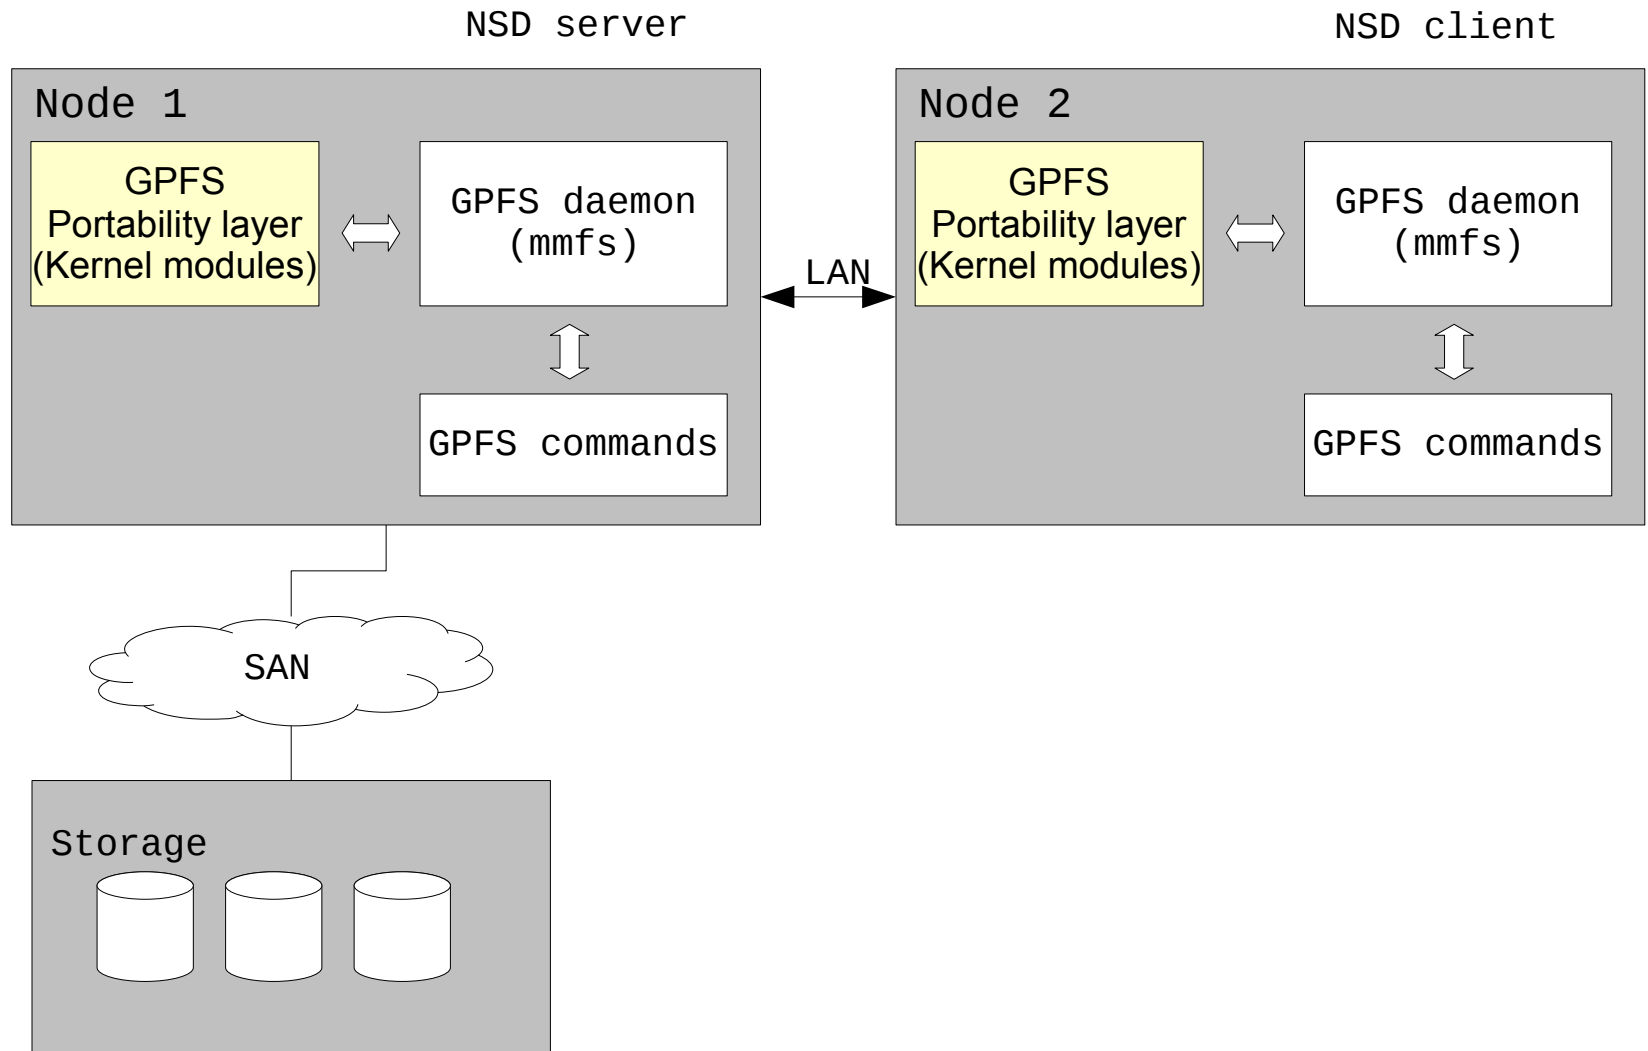 NSD server
NSD client
Node 1
GPFS
Portability layer
(Kernel modules)
GPFS daemon
(mmfs)
GPFS commands
LAN
Node 2
GPFS
Portability layer
(Kernel modules)
GPFS daemon
(mmfs)
GPFS commands
SAN
Storage